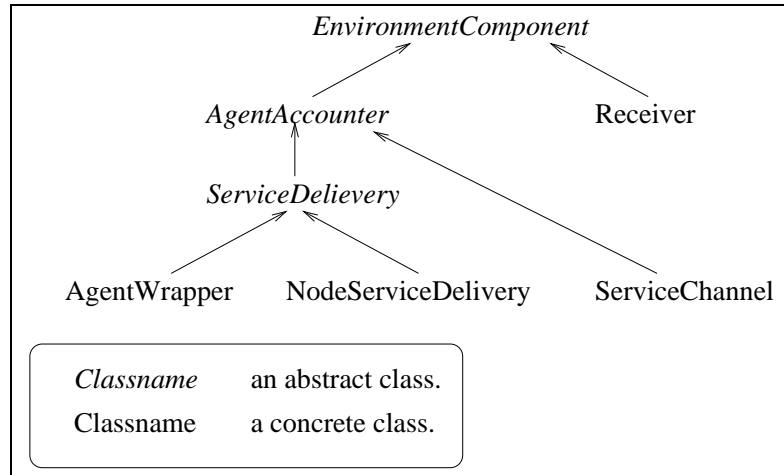 EnvironmentComponent
AgentAccounter Receiver
ServiceDelievery
AgentWrapper NodeServiceDelivery ServiceChannel
Classname an abstract class.
Classname a concrete class.